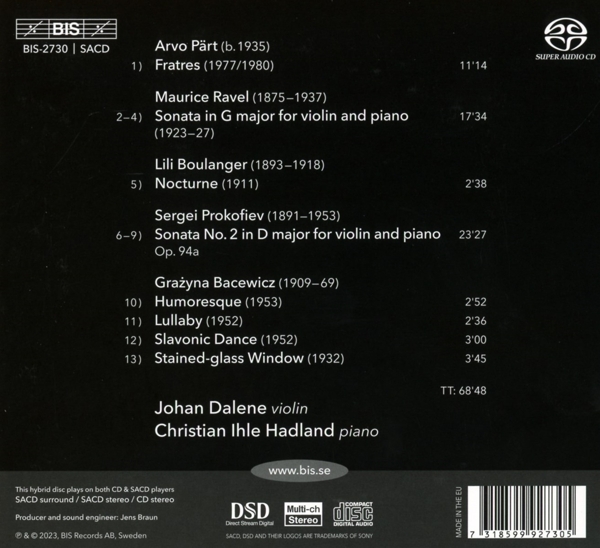 BIS
BIS-2730 | SACD
SUPER AUDIO CD
Arvo Pärt (b. 1935)
1) Fratres (1977/1980) 11'14
Maurice Ravel (1875–1937)
2–4) Sonata in G major for violin and piano 17'34
(1923–27)
Lili Boulanger (1893–1918)
5) Nocturne (1911) 2'38
Sergei Prokofiev (1891–1953)
6–9) Sonata No. 2 in D major for violin and piano 23'27
Op. 94a
Grażyna Bacewicz (1909–69)
10) Humoresque (1953) 2'52
11) Lullaby (1952) 2'36
12) Slavonic Dance (1952) 3'00
13) Stained-glass Window (1932) 3'45
TT: 68'48
Johan Dalene violin
Christian Ihle Hadland piano
www.bis.se
This hybrid disc plays on both CD & SACD players
SACD surround / SACD stereo / CD stereo
Producer and sound engineer: Jens Braun
℗ & © 2023, BIS Records AB, Sweden
DSD
Direct Stream Digital
Multi-ch
Stereo
COMPACT
disc
DIGITAL AUDIO
SACD, DSD AND THEIR LOGOS ARE TRADEMARKS OF SONY
MADE IN THE EU
7 318599 927305